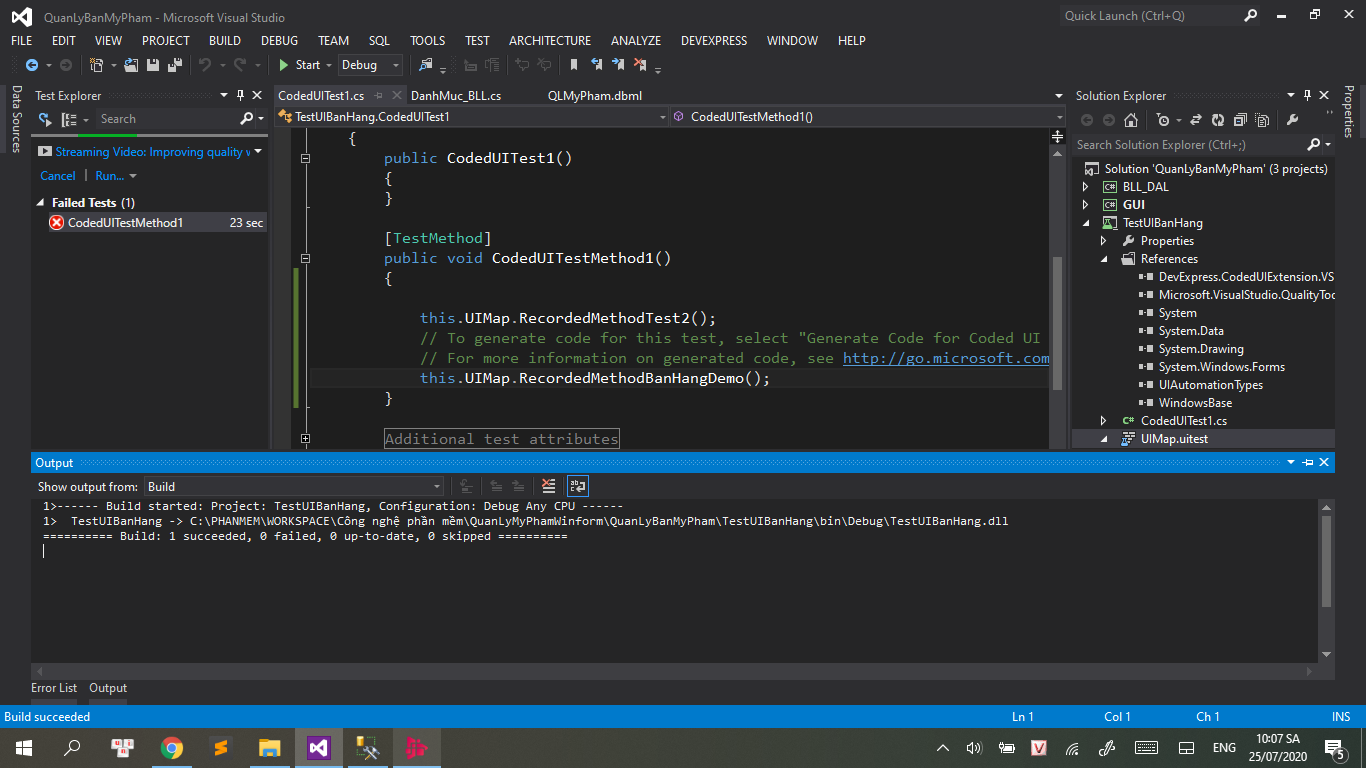 QuanLyBanMyPham - Microsoft Visual Studio
Quick Launch (Ctrl+Q)
FILE EDIT VIEW PROJECT BUILD DEBUG TEAM SQL TOOLS TEST ARCHITECTURE ANALYZE DEVEXPRESS WINDOW HELP
Start Debug
Data Sources
Test Explorer
Search
Streaming Video: Improving quality v
Cancel | Run...
Failed Tests (1)
CodedUITestMethod1 23 sec
CodedUITest1.cs DanhMuc_BLL.cs QLMyPham.dbml
TestUIBanHang.CodedUITest1 CodedUITestMethod1()
{
public CodedUITest1()
{
}
[TestMethod]
public void CodedUITestMethod1()
{
this.UIMap.RecordedMethodTest2();
// To generate code for this test, select "Generate Code for Coded UI
// For more information on generated code, see http://go.microsoft.com
this.UIMap.RecordedMethodBanHangDemo();
}
Additional test attributes
Solution Explorer
Search Solution Explorer (Ctrl+;)
Solution 'QuanLyBanMyPham' (3 projects)
BLL_DAL
GUI
TestUIBanHang
Properties
References
DevExpress.CodedUIExtension.VS
Microsoft.VisualStudio.QualityToo
System
System.Data
System.Drawing
System.Windows.Forms
UIAutomationTypes
WindowsBase
CodedUITest1.cs
UIMap.uitest
Properties
Output
Show output from: Build
1>------ Build started: Project: TestUIBanHang, Configuration: Debug Any CPU ------
1>  TestUIBanHang -> C:\PHANMEM\WORKSPACE\Công nghệ phần mềm\QuanLyMyPhamWinform\QuanLyBanMyPham\TestUIBanHang\bin\Debug\TestUIBanHang.dll
========== Build: 1 succeeded, 0 failed, 0 up-to-date, 0 skipped ==========
Error List Output
Build succeeded Ln 1 Col 1 Ch 1 INS
ENG 10:07 SA
25/07/2020
5